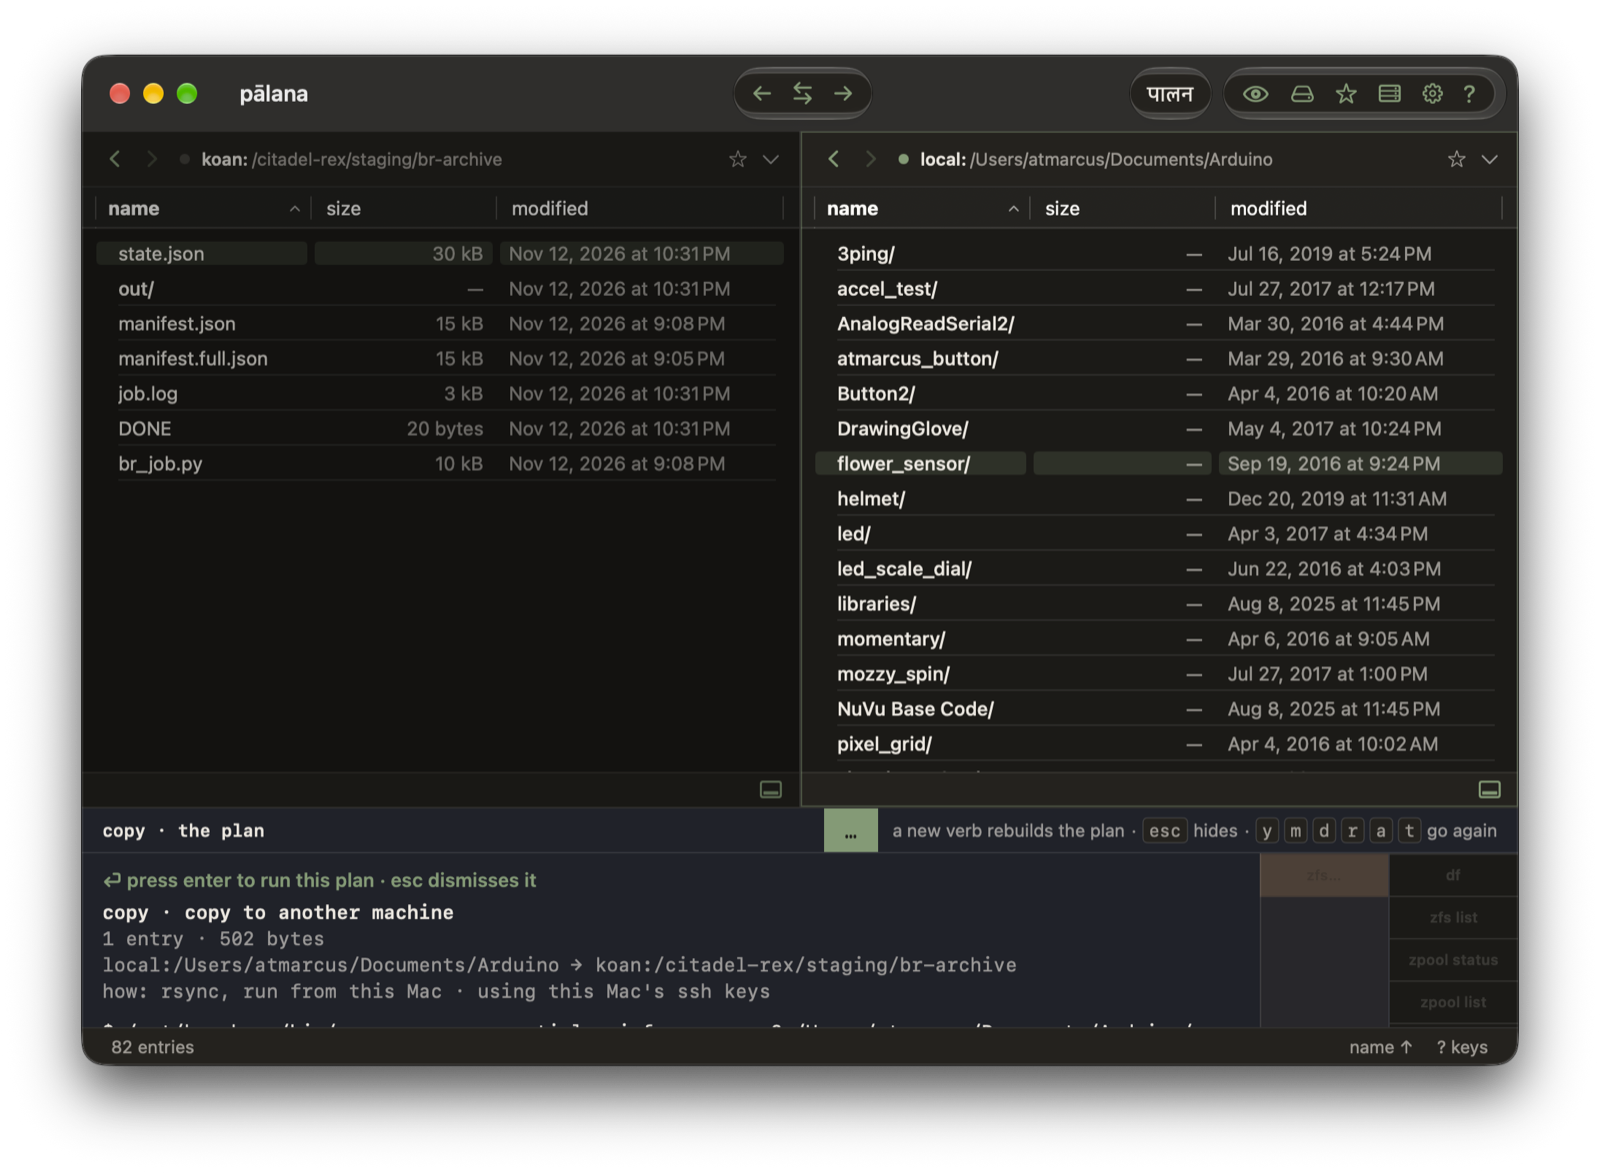 pālana
पालन
?
koan: /citadel-rex/staging/br-archive
name size modified
state.json 30 kB Nov 12, 2026 at 10:31 PM
out/ — Nov 12, 2026 at 10:31 PM
manifest.json 15 kB Nov 12, 2026 at 9:08 PM
manifest.full.json 15 kB Nov 12, 2026 at 9:05 PM
job.log 3 kB Nov 12, 2026 at 10:31 PM
DONE 20 bytes Nov 12, 2026 at 10:31 PM
br_job.py 10 kB Nov 12, 2026 at 9:08 PM
local: /Users/atmarcus/Documents/Arduino
name size modified
3ping/ — Jul 16, 2019 at 5:24 PM
accel_test/ — Jul 27, 2017 at 12:17 PM
AnalogReadSerial2/ — Mar 30, 2016 at 4:44 PM
atmarcus_button/ — Mar 29, 2016 at 9:30 AM
Button2/ — Apr 4, 2016 at 10:20 AM
DrawingGlove/ — May 4, 2017 at 10:24 PM
flower_sensor/ — Sep 19, 2016 at 9:24 PM
helmet/ — Dec 20, 2019 at 11:31 AM
led/ — Apr 3, 2017 at 4:34 PM
led_scale_dial/ — Jun 22, 2016 at 4:03 PM
libraries/ — Aug 8, 2025 at 11:45 PM
momentary/ — Apr 6, 2016 at 9:05 AM
mozzy_spin/ — Jul 27, 2017 at 1:00 PM
NuVu Base Code/ — Aug 8, 2025 at 11:45 PM
pixel_grid/ — Apr 4, 2016 at 10:02 AM
copy · the plan
… a new verb rebuilds the plan · esc hides · y m d r a t go again
⏎ press enter to run this plan · esc dismisses it
copy · copy to another machine
1 entry · 502 bytes
local:/Users/atmarcus/Documents/Arduino → koan:/citadel-rex/staging/br-archive
how: rsync, run from this Mac · using this Mac's ssh keys
zfs...
df
zfs list
zpool status
zpool list
82 entries
name ↑ ? keys